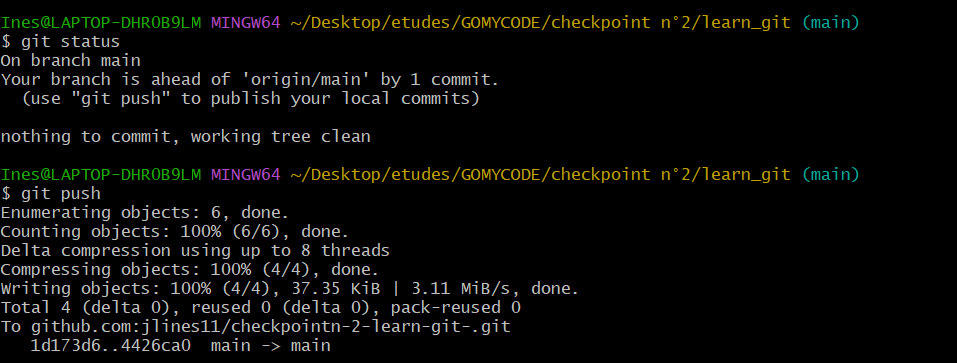 Ines@LAPTOP-DHROB9LM MINGW64 ~/Desktop/etudes/GOMYCODE/checkpoint n°2/learn_git (main)
$ git status
On branch main
Your branch is ahead of 'origin/main' by 1 commit.
  (use "git push" to publish your local commits)

nothing to commit, working tree clean

Ines@LAPTOP-DHROB9LM MINGW64 ~/Desktop/etudes/GOMYCODE/checkpoint n°2/learn_git (main)
$ git push
Enumerating objects: 6, done.
Counting objects: 100% (6/6), done.
Delta compression using up to 8 threads
Compressing objects: 100% (4/4), done.
Writing objects: 100% (4/4), 37.35 KiB | 3.11 MiB/s, done.
Total 4 (delta 0), reused 0 (delta 0), pack-reused 0
To github.com:jlines11/checkpointn-2-learn-git-.git
   1d173d6..4426ca0  main -> main